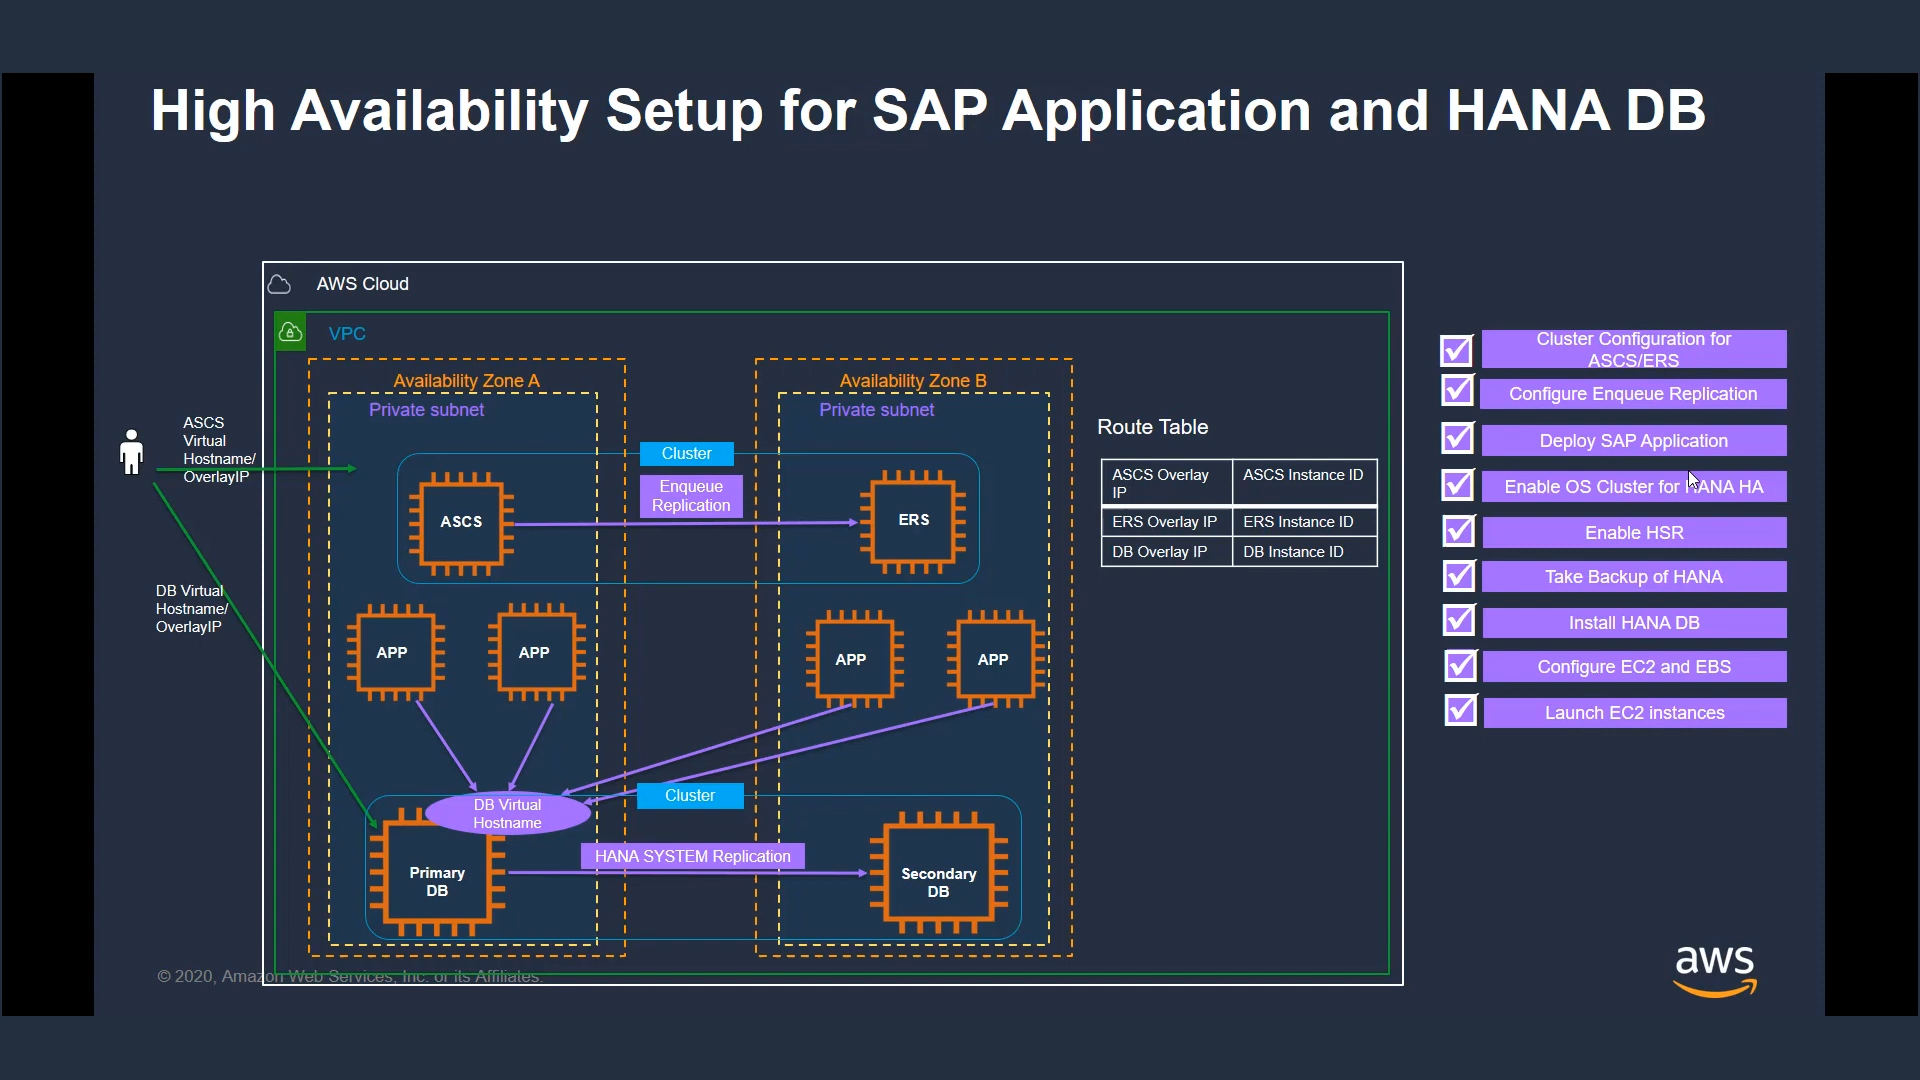 High Availability Setup for SAP Application and HANA DB
AWS Cloud
VPC
Availability Zone A
Private subnet
Availability Zone B
Private subnet
ASCS
Virtual
Hostname/
OverlayIP
DB Virtual
Hostname/
OverlayIP
Cluster
Enqueue
Replication
ASCS
ERS
APP
APP
APP
APP
DB Virtual
Hostname
Cluster
HANA SYSTEM Replication
Primary
DB
Secondary
DB
Route Table
ASCS Overlay
IP
ASCS Instance ID
ERS Overlay IP
ERS Instance ID
DB Overlay IP
DB Instance ID
Cluster Configuration for
ASCS/ERS
Configure Enqueue Replication
Deploy SAP Application
Enable OS Cluster for HANA HA
Enable HSR
Take Backup of HANA
Install HANA DB
Configure EC2 and EBS
Launch EC2 instances
© 2020, Amazon Web Services, Inc. or its Affiliates.
aws